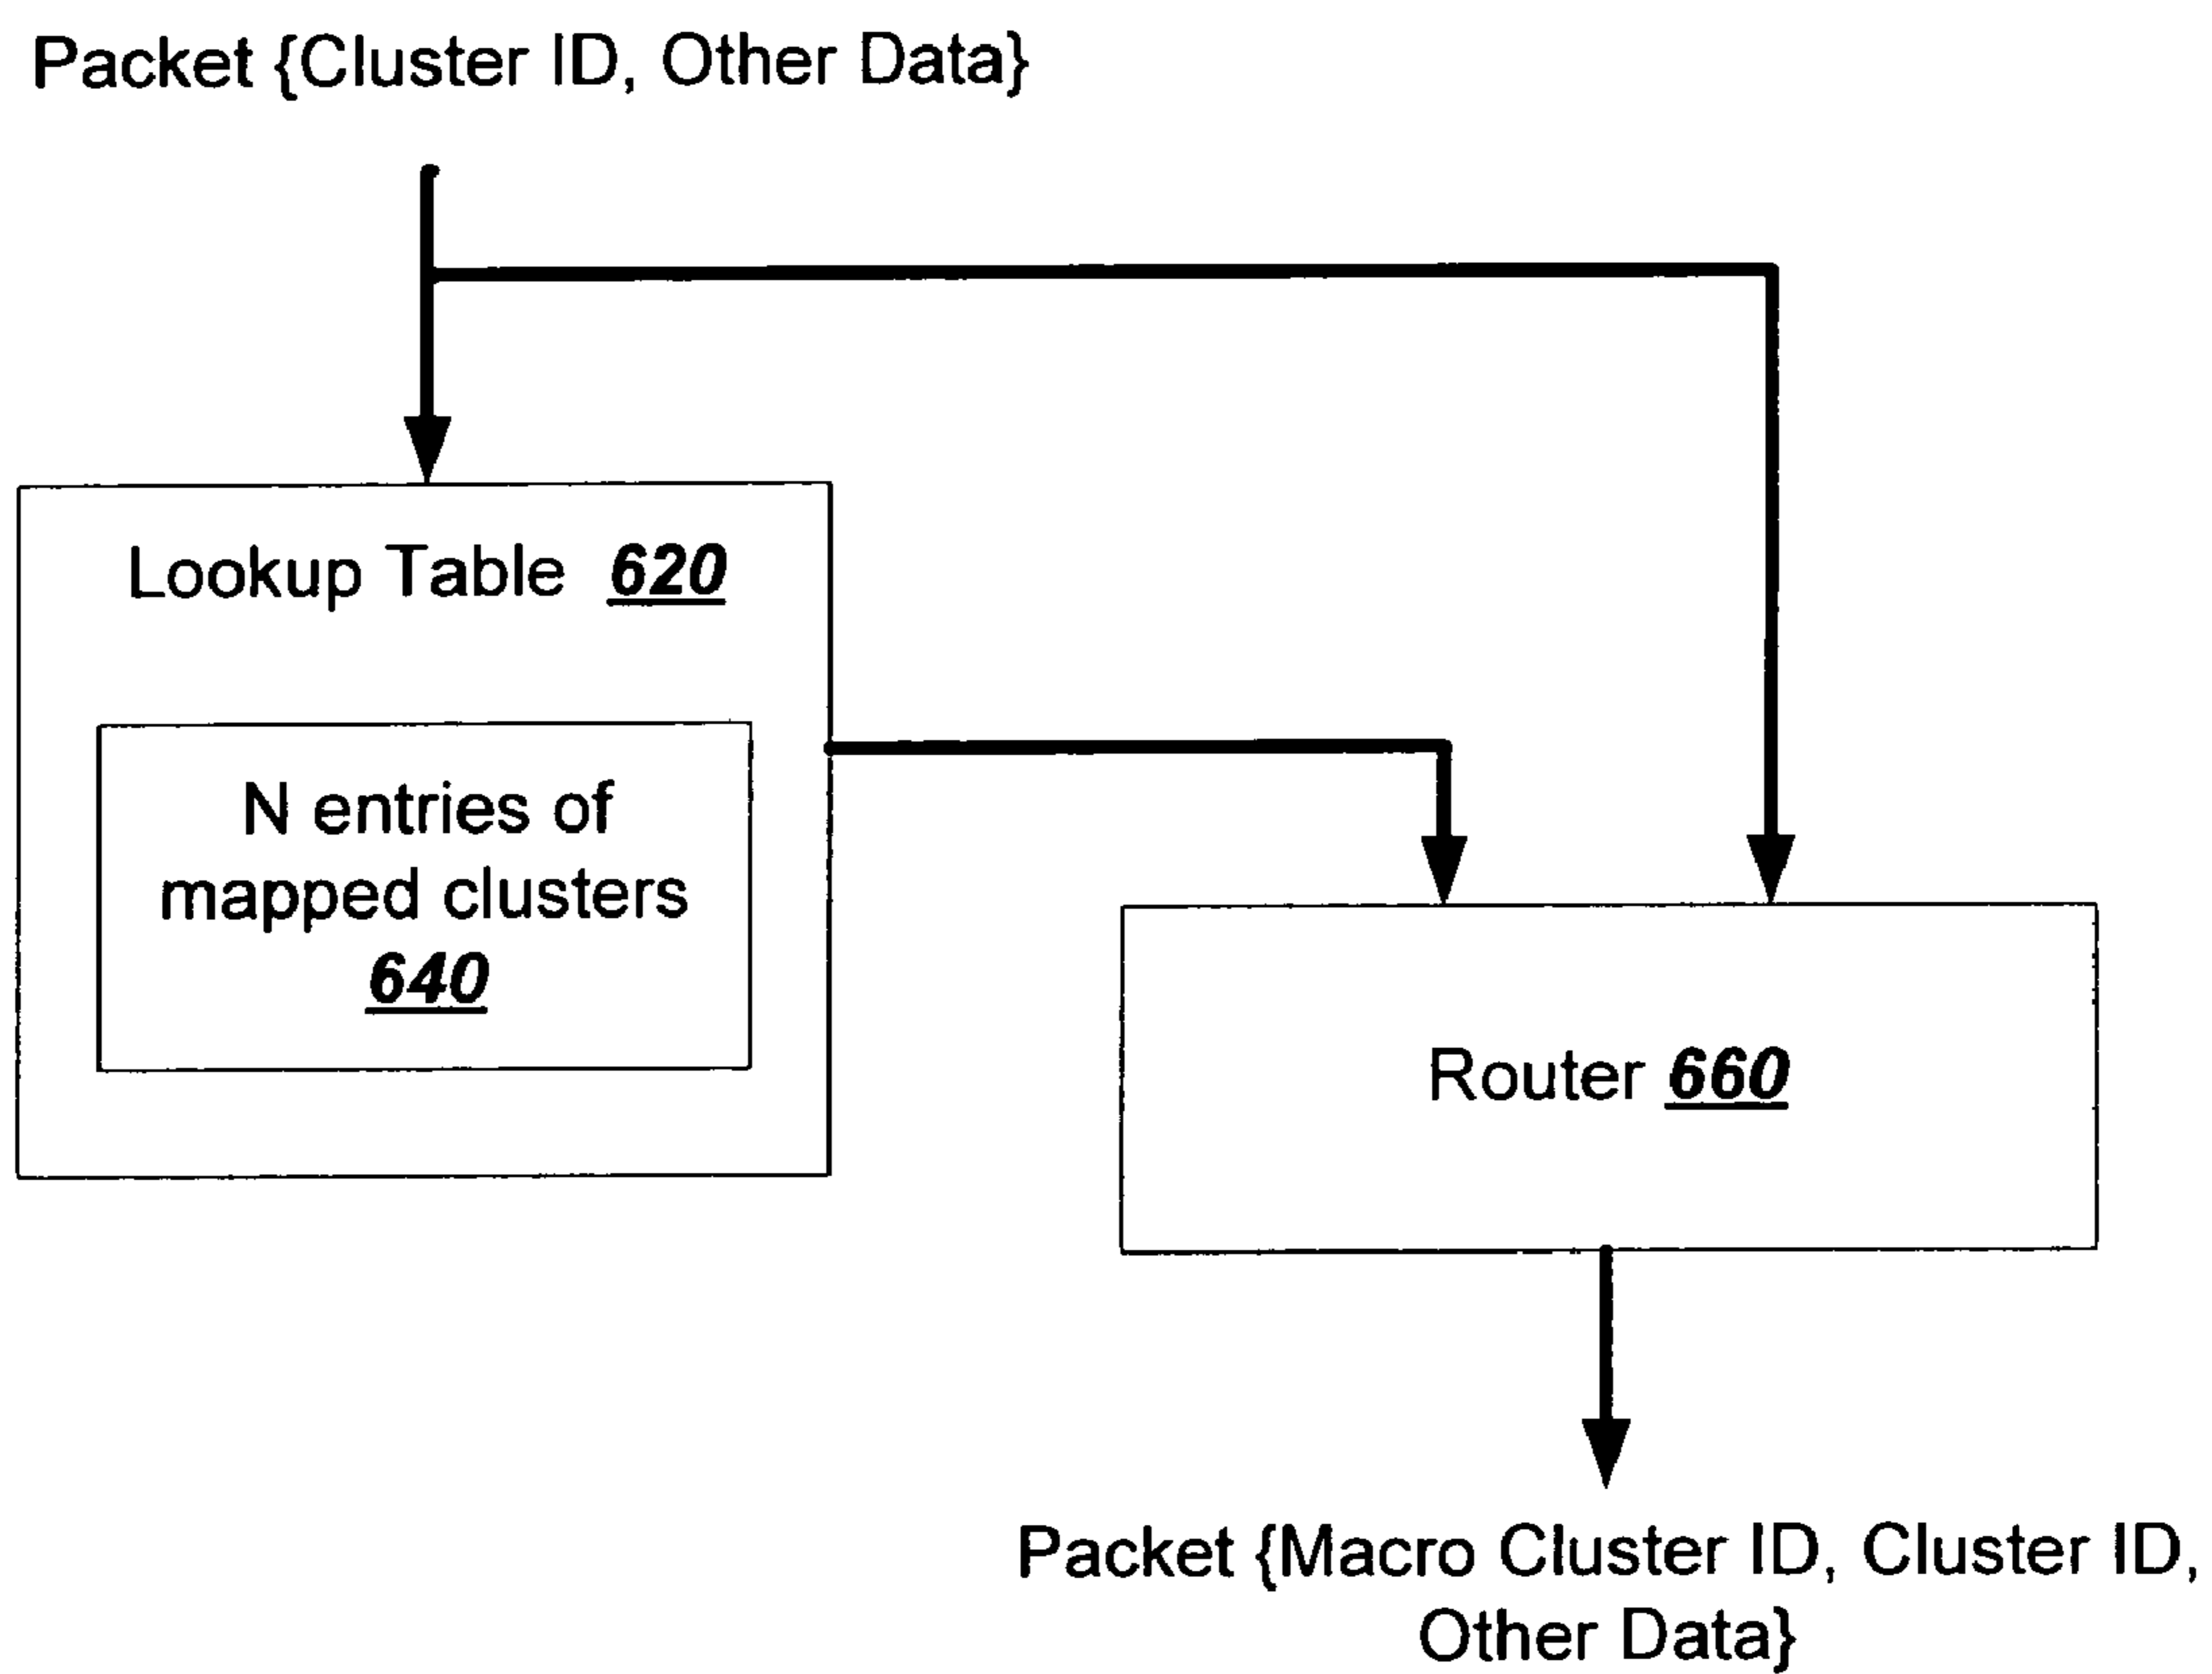 Packet {Cluster ID, Other Data}
Lookup Table 620
N entries of
mapped clusters
640
Router 660
Packet {Macro Cluster ID, Cluster ID,
Other Data}